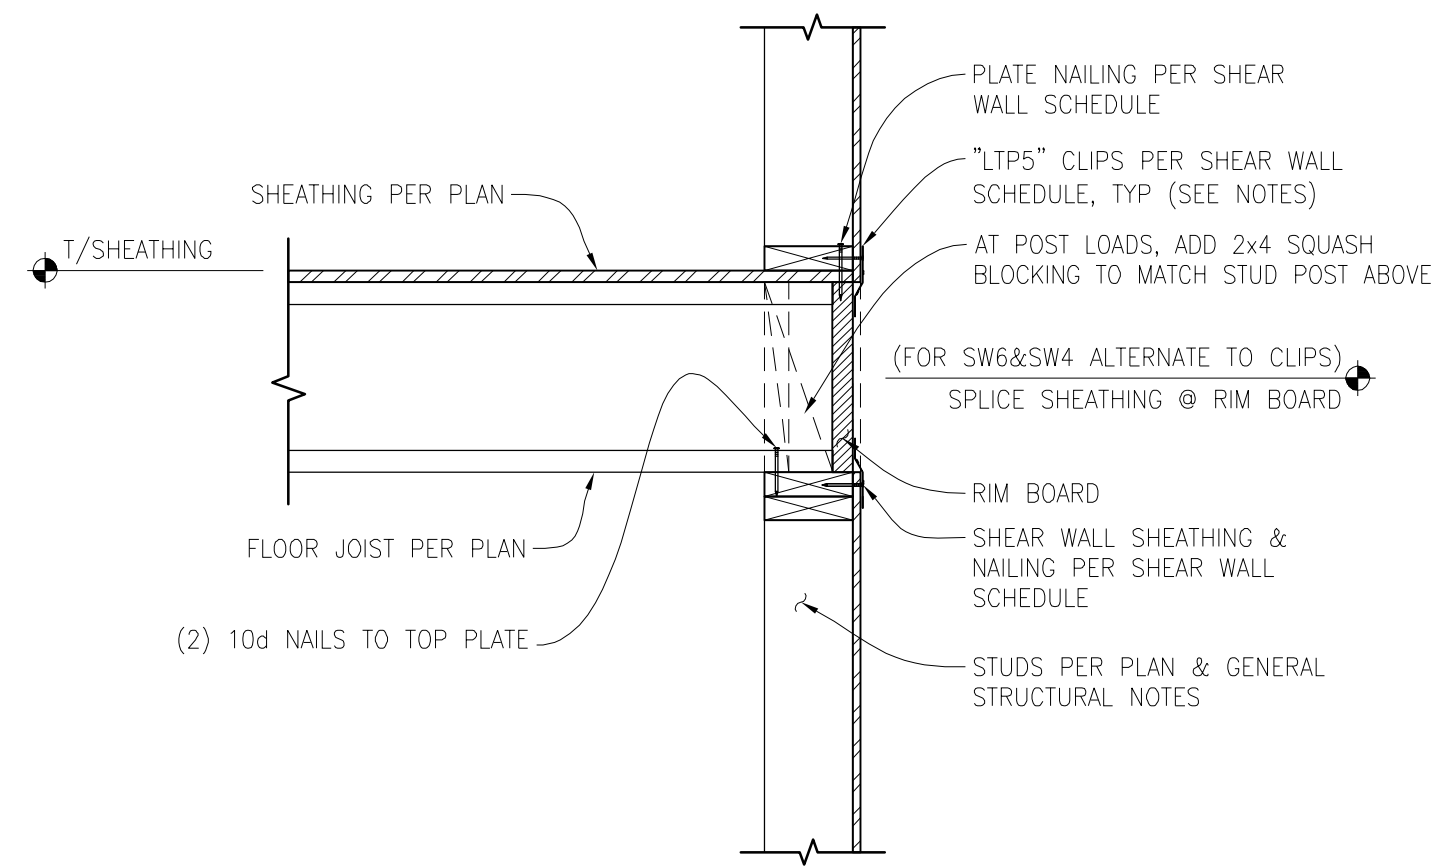 PLATE NAILING PER SHEAR
WALL SCHEDULE
"LTP5" CLIPS PER SHEAR WALL
SCHEDULE, TYP (SEE NOTES)
SHEATHING PER PLAN
T/SHEATHING
AT POST LOADS, ADD 2x4 SQUASH
BLOCKING TO MATCH STUD POST ABOVE
(FOR SW6&SW4 ALTERNATE TO CLIPS)
SPLICE SHEATHING @ RIM BOARD
RIM BOARD
SHEAR WALL SHEATHING &
NAILING PER SHEAR WALL
SCHEDULE
FLOOR JOIST PER PLAN
(2) 10d NAILS TO TOP PLATE
STUDS PER PLAN & GENERAL
STRUCTURAL NOTES